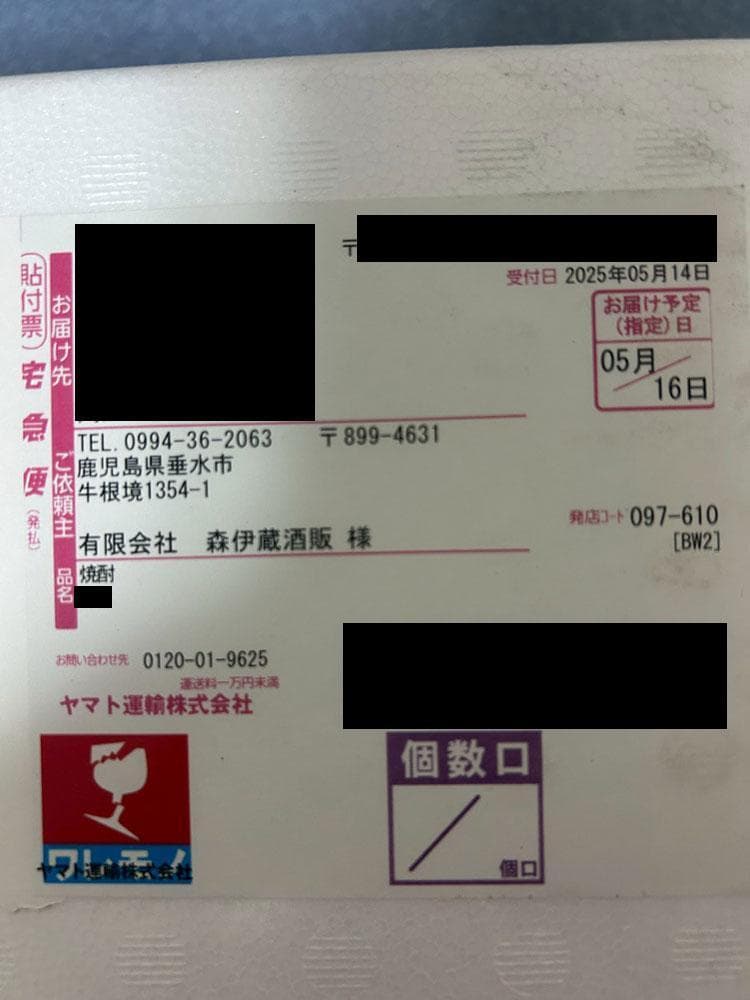 〒
受付日 2025年05月14日
お届け予定
(指定)日
05月
16日
貼付票
宅急便
(発払)
お届け先
TEL.0994-36-2063 〒899-4631
ご依頼主
鹿児島県垂水市
牛根境1354-1
有限会社 森伊蔵酒販 様
発店コード 097-610
[BW2]
品名
焼酎
お問い合わせ先 0120-01-9625
運送料一万円未満
ヤマト運輸株式会社
個数口
個口
ワレモノ
ヤマト運輸株式会社